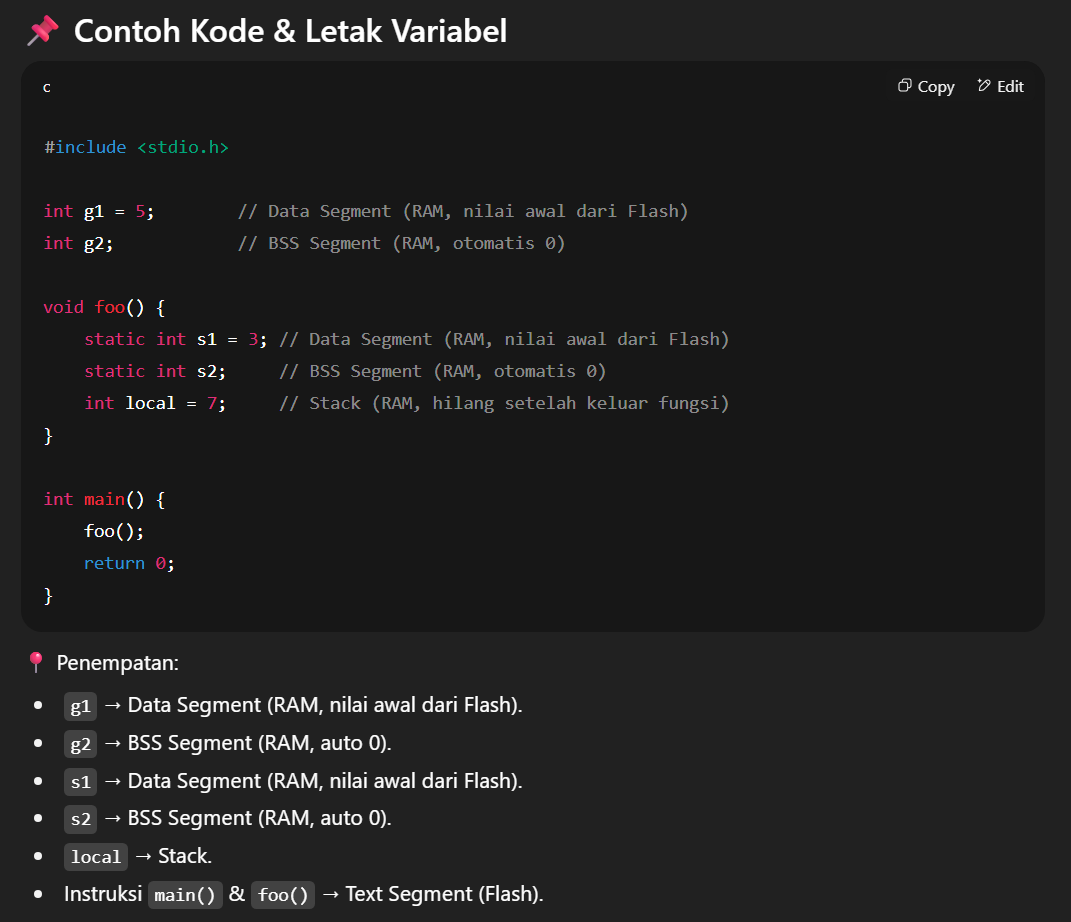 📌 Contoh Kode & Letak Variabel
c
Copy Edit
#include <stdio.h>
int g1 = 5;        // Data Segment (RAM, nilai awal dari Flash)
int g2;            // BSS Segment (RAM, otomatis 0)
void foo() {
    static int s1 = 3; // Data Segment (RAM, nilai awal dari Flash)
    static int s2;     // BSS Segment (RAM, otomatis 0)
    int local = 7;     // Stack (RAM, hilang setelah keluar fungsi)
}
int main() {
    foo();
    return 0;
}
📍 Penempatan:
• g1 → Data Segment (RAM, nilai awal dari Flash).
• g2 → BSS Segment (RAM, auto 0).
• s1 → Data Segment (RAM, nilai awal dari Flash).
• s2 → BSS Segment (RAM, auto 0).
• local → Stack.
• Instruksi main() & foo() → Text Segment (Flash).